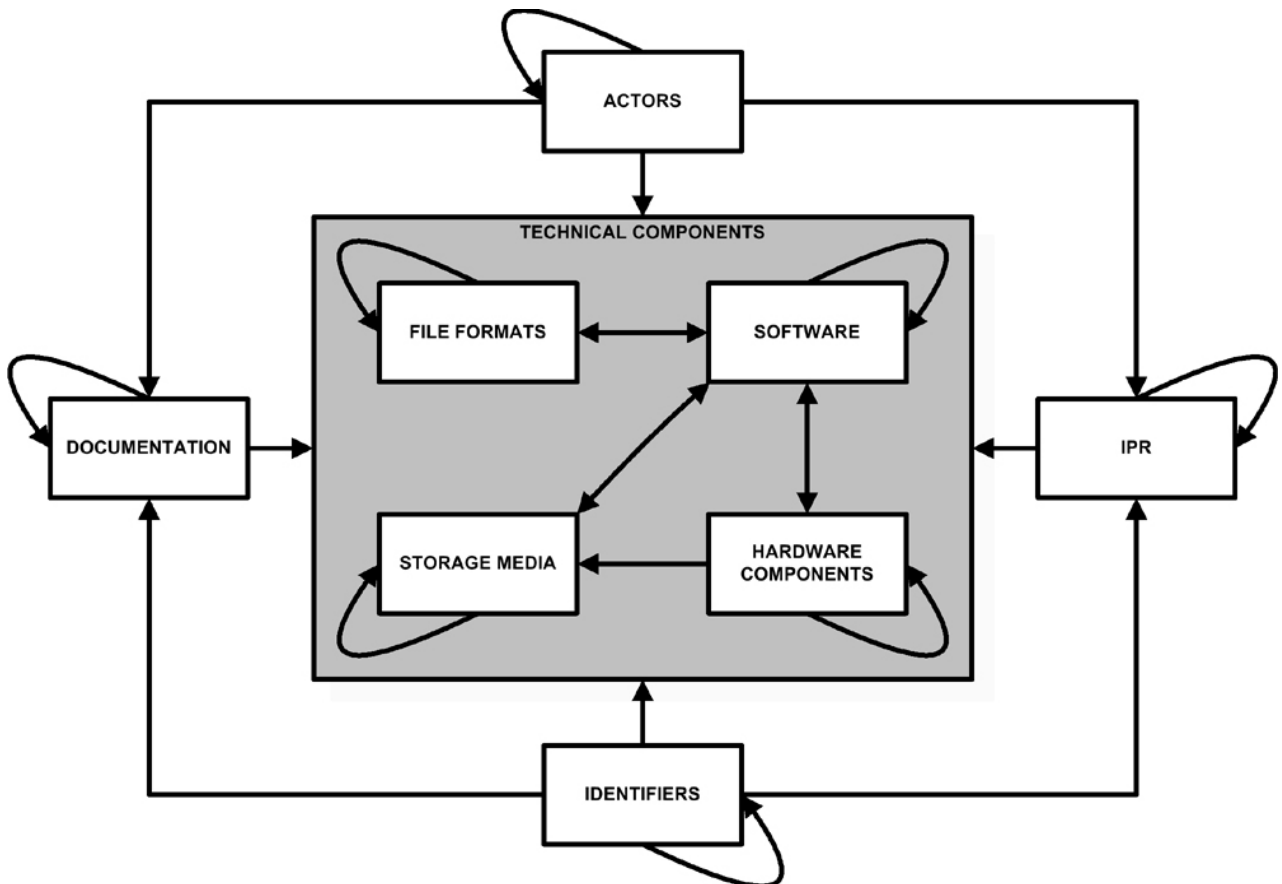 ACTORS
TECHNICAL COMPONENTS
FILE FORMATS
SOFTWARE
DOCUMENTATION
IPR
STORAGE MEDIA
HARDWARE
COMPONENTS
IDENTIFIERS